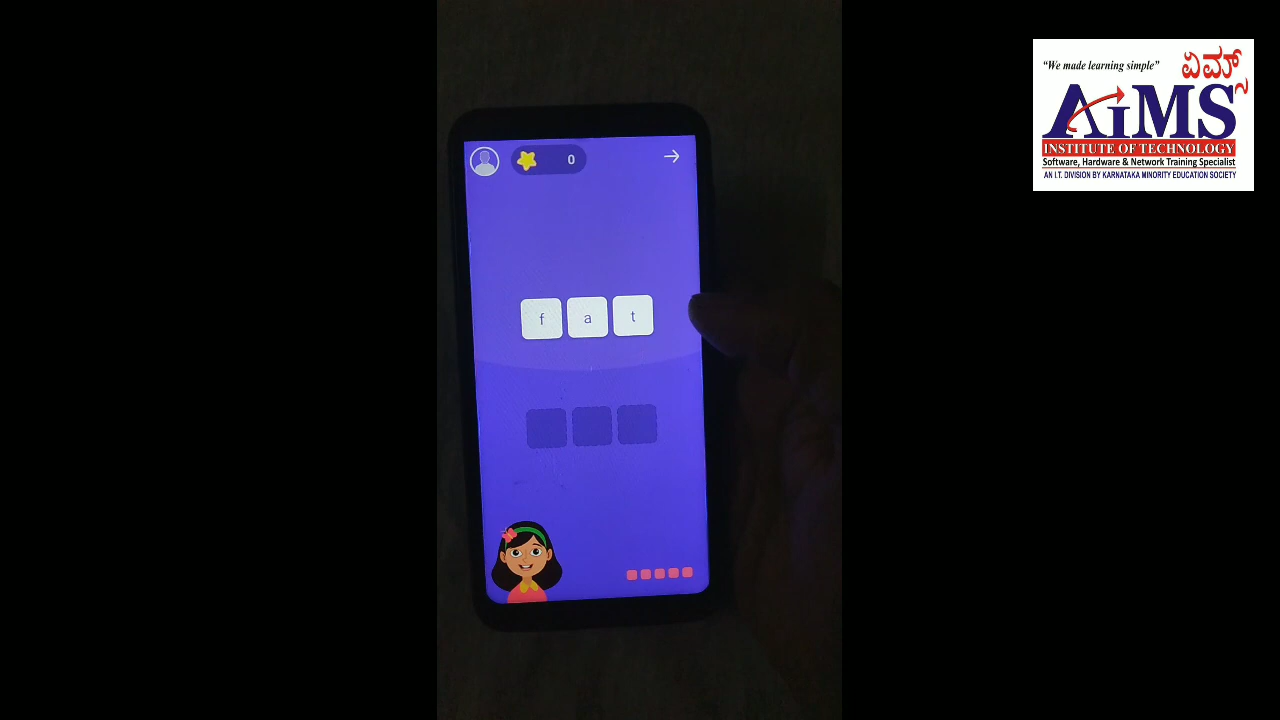 0
f a t
“We made learning simple”
ಏಮ್ಸ್
AiMS
INSTITUTE OF TECHNOLOGY
Software, Hardware & Network Training Specialist
AN I.T. DIVISION BY KARNATAKA MINORITY EDUCATION SOCIETY